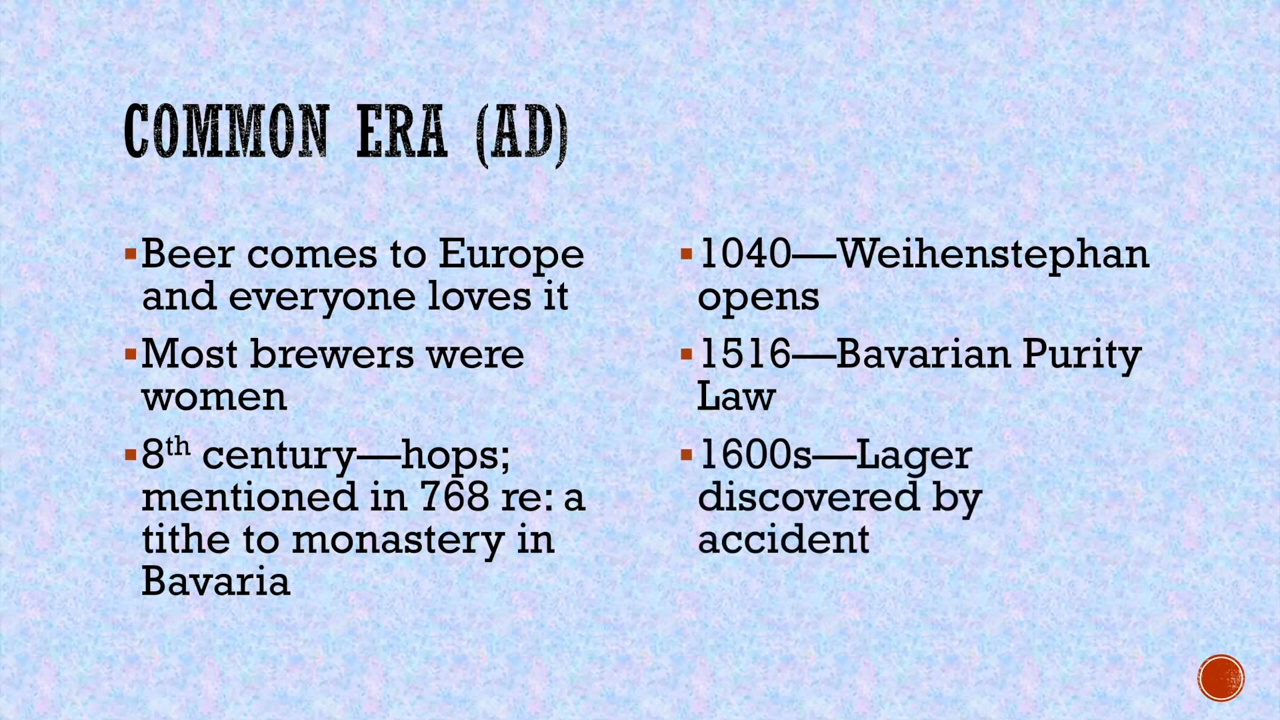 COMMON ERA (AD)
▪Beer comes to Europe
and everyone loves it
▪Most brewers were
women
▪8th century—hops;
mentioned in 768 re: a
tithe to monastery in
Bavaria
▪1040—Weihenstephan
opens
▪1516—Bavarian Purity
Law
▪1600s—Lager
discovered by
accident